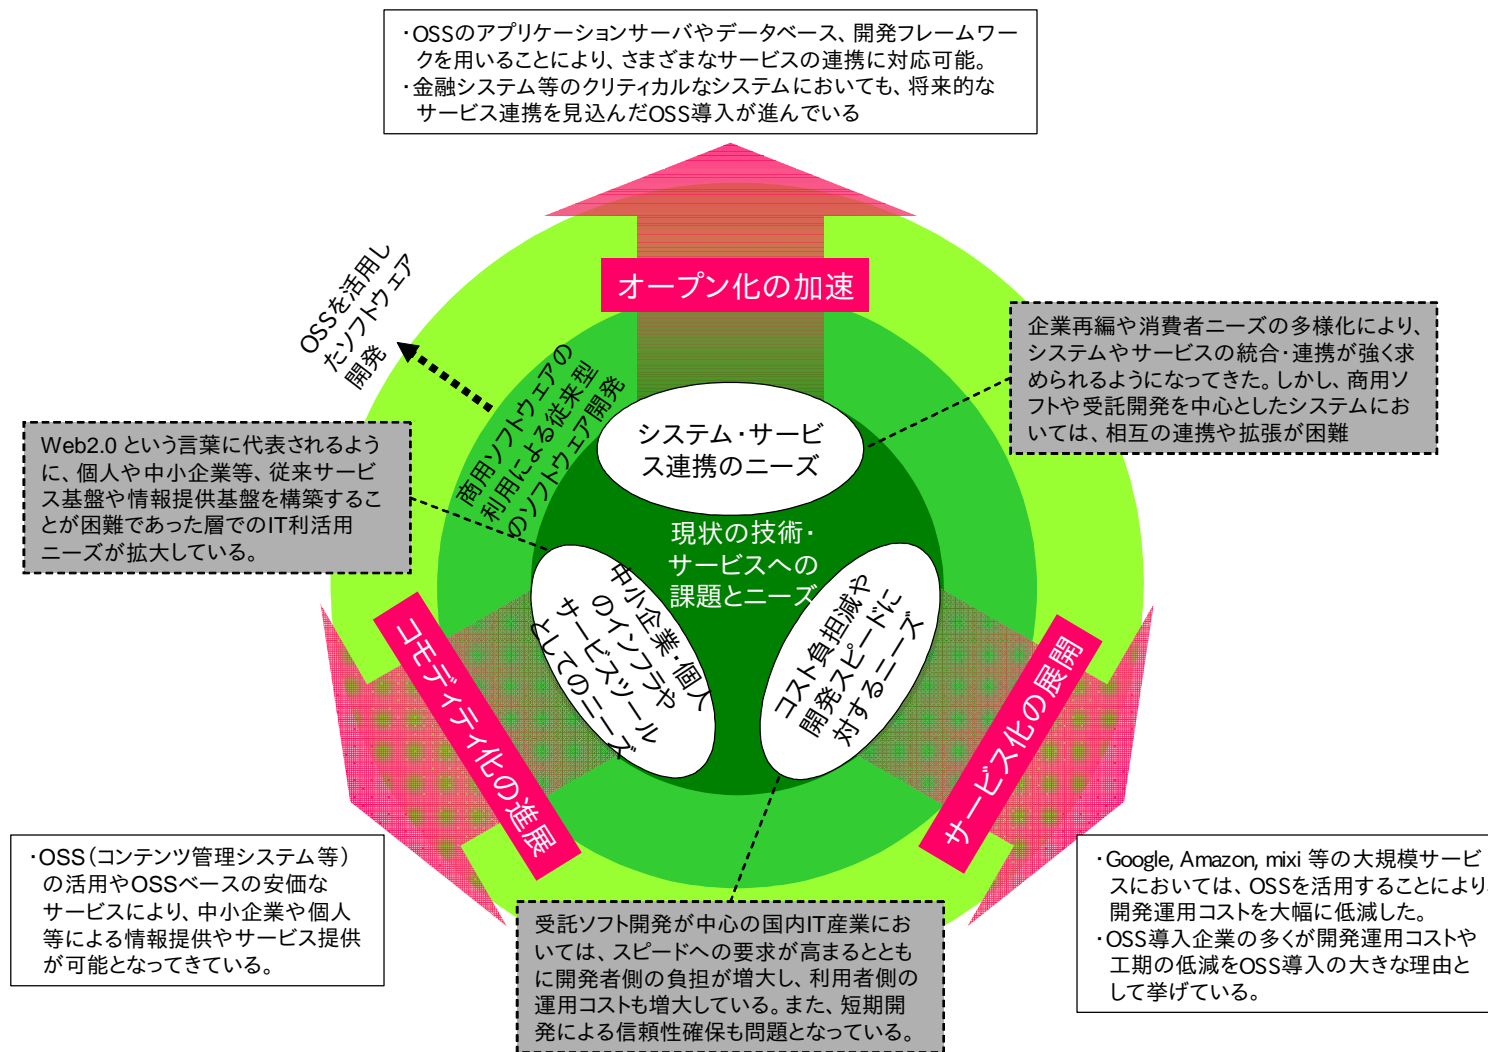 ・OSSのアプリケーションサーバやデータベース、開発フレームワー
クを用いることにより、さまざまなサービスの連携に対応可能。
・金融システム等のクリティカルなシステムにおいても、将来的な
サービス連携を見込んだOSS導入が進んでいる
オープン化の加速
OSSを活用し
たソフトウェア
開発
商用ソフトウェアの
利用による従来型
のソフトウェア開発
企業再編や消費者ニーズの多様化により、
システムやサービスの統合・連携が強く求
められるようになってきた。しかし、商用ソ
フトや受託開発を中心としたシステムにお
いては、相互の連携や拡張が困難
システム・サービ
ス連携のニーズ
Web2.0 という言葉に代表されるよう
に、個人や中小企業等、従来サービ
ス基盤や情報提供基盤を構築するこ
とが困難であった層でのIT利活用
ニーズが拡大している。
現状の技術・
サービスへの
課題とニーズ
中小企業・個人
のインフラや
サービスツール
としてのニーズ
コスト負担減や
開発スピードに
対するニーズ
コモディティ化の進展
サービス化の展開
・OSS(コンテンツ管理システム等)
の活用やOSSベースの安価な
サービスにより、中小企業や個人
等による情報提供やサービス提供
が可能となってきている。
受託ソフト開発が中心の国内IT産業にお
いては、スピードへの要求が高まるととも
に開発者側の負担が増大し、利用者側の
運用コストも増大している。また、短期開
発による信頼性確保も問題となっている。
・Google, Amazon, mixi 等の大規模サービ
スにおいては、OSSを活用することにより、
開発運用コストを大幅に低減した。
・OSS導入企業の多くが開発運用コストや
工期の低減をOSS導入の大きな理由と
して挙げている。